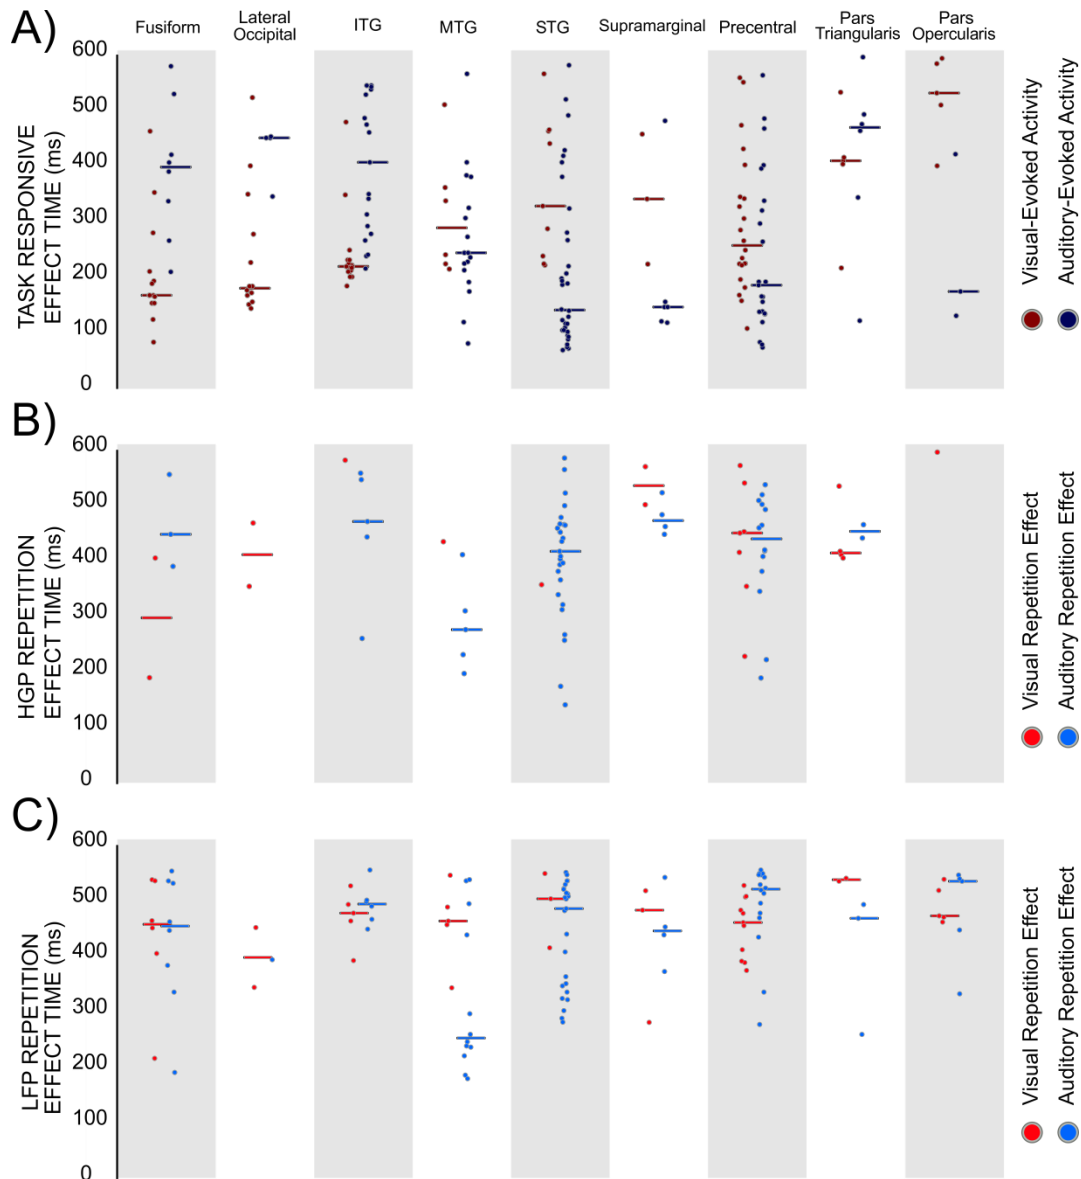 A)
Fusiform
Lateral
Occipital
ITG
MTG
STG
Supramarginal
Precentral
Pars
Triangularis
Pars
Opercularis
TASK RESPONSIVE
EFFECT TIME (ms)
600
500
400
300
200
100
0
Visual-Evoked Activity
Auditory-Evoked Activity
B)
HGP REPETITION
EFFECT TIME (ms)
600
500
400
300
200
100
0
Visual Repetition Effect
Auditory Repetition Effect
C)
LFP REPETITION
EFFECT TIME (ms)
600
500
400
300
200
100
0
Visual Repetition Effect
Auditory Repetition Effect